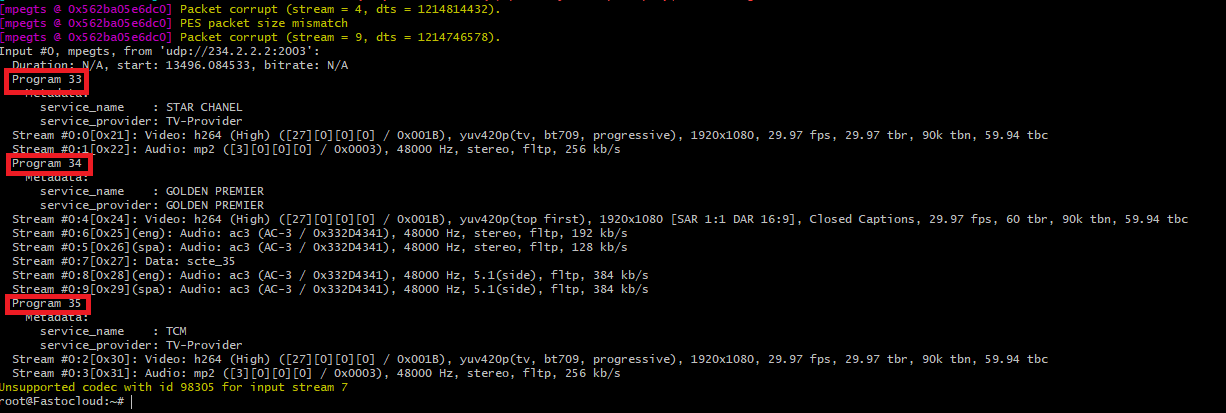 [mpegts @ 0x562ba05e6dc0] Packet corrupt (stream = 4, dts = 1214814432).
[mpegts @ 0x562ba05e6dc0] PES packet size mismatch
[mpegts @ 0x562ba05e6dc0] Packet corrupt (stream = 9, dts = 1214746578).
Input #0, mpegts, from 'udp://234.2.2.2:2003':
  Duration: N/A, start: 13496.084533, bitrate: N/A
  Program 33
    Metadata:
      service_name    : STAR CHANEL
      service_provider: TV-Provider
  Stream #0:0[0x21]: Video: h264 (High) ([27][0][0][0] / 0x001B), yuv420p(tv, bt709, progressive), 1920x1080, 29.97 fps, 29.97 tbr, 90k tbn, 59.94 tbc
  Stream #0:1[0x22]: Audio: mp2 ([3][0][0][0] / 0x0003), 48000 Hz, stereo, fltp, 256 kb/s
  Program 34
    Metadata:
      service_name    : GOLDEN PREMIER
      service_provider: GOLDEN PREMIER
  Stream #0:4[0x24]: Video: h264 (High) ([27][0][0][0] / 0x001B), yuv420p(top first), 1920x1080 [SAR 1:1 DAR 16:9], Closed Captions, 29.97 fps, 60 tbr, 90k tbn, 59.94 tbc
  Stream #0:6[0x25](eng): Audio: ac3 (AC-3 / 0x332D4341), 48000 Hz, stereo, fltp, 192 kb/s
  Stream #0:5[0x26](spa): Audio: ac3 (AC-3 / 0x332D4341), 48000 Hz, stereo, fltp, 128 kb/s
  Stream #0:7[0x27]: Data: scte_35
  Stream #0:8[0x28](eng): Audio: ac3 (AC-3 / 0x332D4341), 48000 Hz, 5.1(side), fltp, 384 kb/s
  Stream #0:9[0x29](spa): Audio: ac3 (AC-3 / 0x332D4341), 48000 Hz, 5.1(side), fltp, 384 kb/s
  Program 35
    Metadata:
      service_name    : TCM
      service_provider: TV-Provider
  Stream #0:2[0x30]: Video: h264 (High) ([27][0][0][0] / 0x001B), yuv420p(tv, bt709, progressive), 1920x1080, 29.97 fps, 29.97 tbr, 90k tbn, 59.94 tbc
  Stream #0:3[0x31]: Audio: mp2 ([3][0][0][0] / 0x0003), 48000 Hz, stereo, fltp, 256 kb/s
Unsupported codec with id 98305 for input stream 7
root@Fastocloud:~#